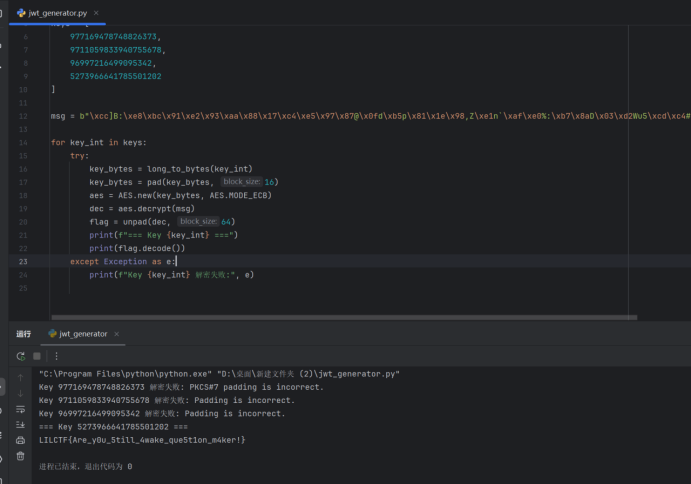 jwt_generator.py ×
6 977169478748826373,
7 9711059833940755678,
8 96997216499095342,
9 5273966641785501202
10 ]
11
12 msg = b"\xcc]B:\xe8\xbc\x91\xe2\x93\xaa\x88\x17\xc4\xe5\x97\x87@\x0fd\xb5p\x81\x1e\x98,Z\xe1n`\xaf\xe0%:\xb7\x8aD\x03\xd2Wu5\xcd\xc4#
13
14 for key_int in keys:
15 try:
16 key_bytes = long_to_bytes(key_int)
17 key_bytes = pad(key_bytes, block_size: 16)
18 aes = AES.new(key_bytes, AES.MODE_ECB)
19 dec = aes.decrypt(msg)
20 flag = unpad(dec, block_size: 64)
21 print(f"=== Key {key_int} ===")
22 print(flag.decode())
23 except Exception as e:
24 print(f"Key {key_int} 解密失败:", e)
25
运行 jwt_generator ×
"C:\Program Files\python\python.exe" "D:\桌面\新建文件夹 (2)\jwt_generator.py"
Key 977169478748826373 解密失败: PKCS#7 padding is incorrect.
Key 9711059833940755678 解密失败: Padding is incorrect.
Key 96997216499095342 解密失败: Padding is incorrect.
=== Key 5273966641785501202 ===
LILCTF{Are_y0u_5till_4wake_que5t1on_m4ker!}
进程已结束，退出代码为 0